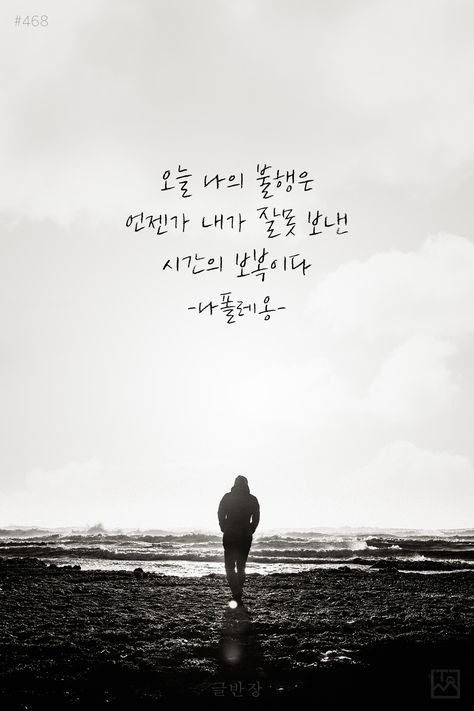 #468
오늘 나의 불행은
언젠가 내가 잘못 보낸
시간의 보복이다
-나폴레옹-
글반장